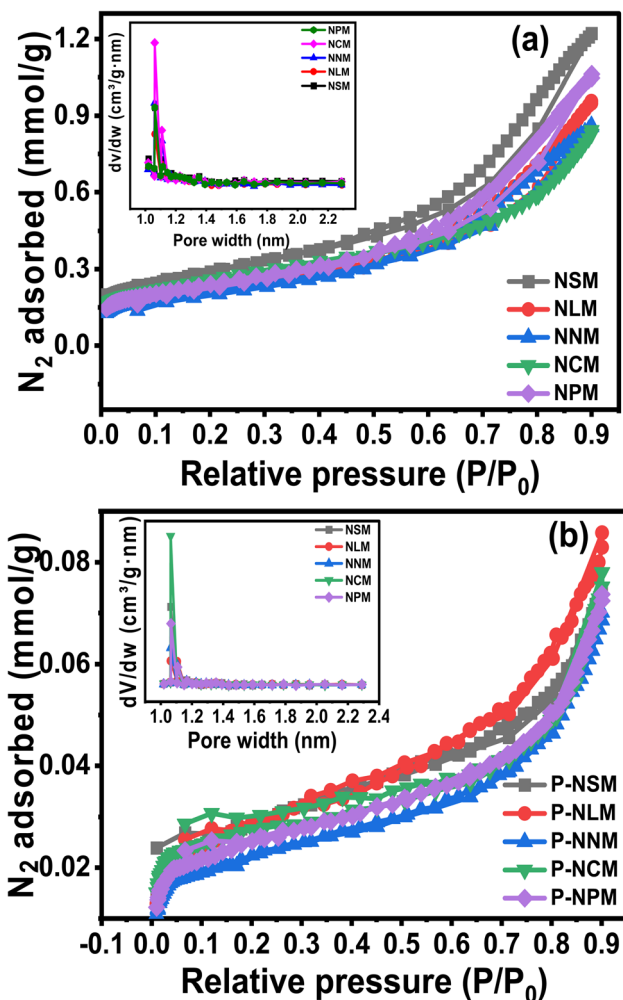 (a)
N₂ adsorbed (mmol/g)
1.2
0.9
0.6
0.3
0.0
dv/dw (cm³/g·nm)
NPM
NCM
NNM
NLM
NSM
1.0 1.2 1.4 1.6 1.8 2.0 2.2
Pore width (nm)
NSM
NLM
NNM
NCM
NPM
0.0 0.1 0.2 0.3 0.4 0.5 0.6 0.7 0.8 0.9
Relative pressure (P/P₀)
(b)
N₂ adsorbed (mmol/g)
0.08
0.06
0.04
0.02
dV/dw (cm³/g·nm)
NSM
NLM
NNM
NCM
NPM
1.0 1.2 1.4 1.6 1.8 2.0 2.2 2.4
Pore width (nm)
P-NSM
P-NLM
P-NNM
P-NCM
P-NPM
-0.1 0.0 0.1 0.2 0.3 0.4 0.5 0.6 0.7 0.8 0.9
Relative pressure (P/P₀)